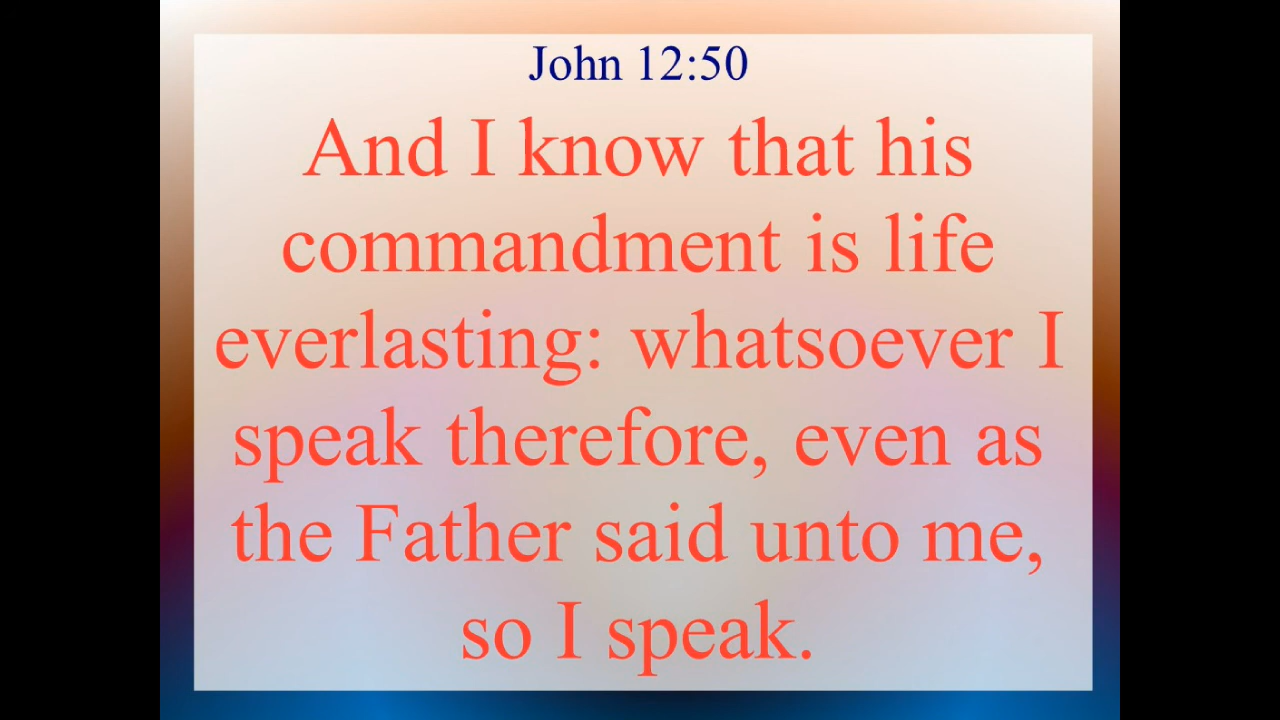 John 12:50
And I know that his
commandment is life
everlasting: whatsoever I
speak therefore, even as
the Father said unto me,
so I speak.